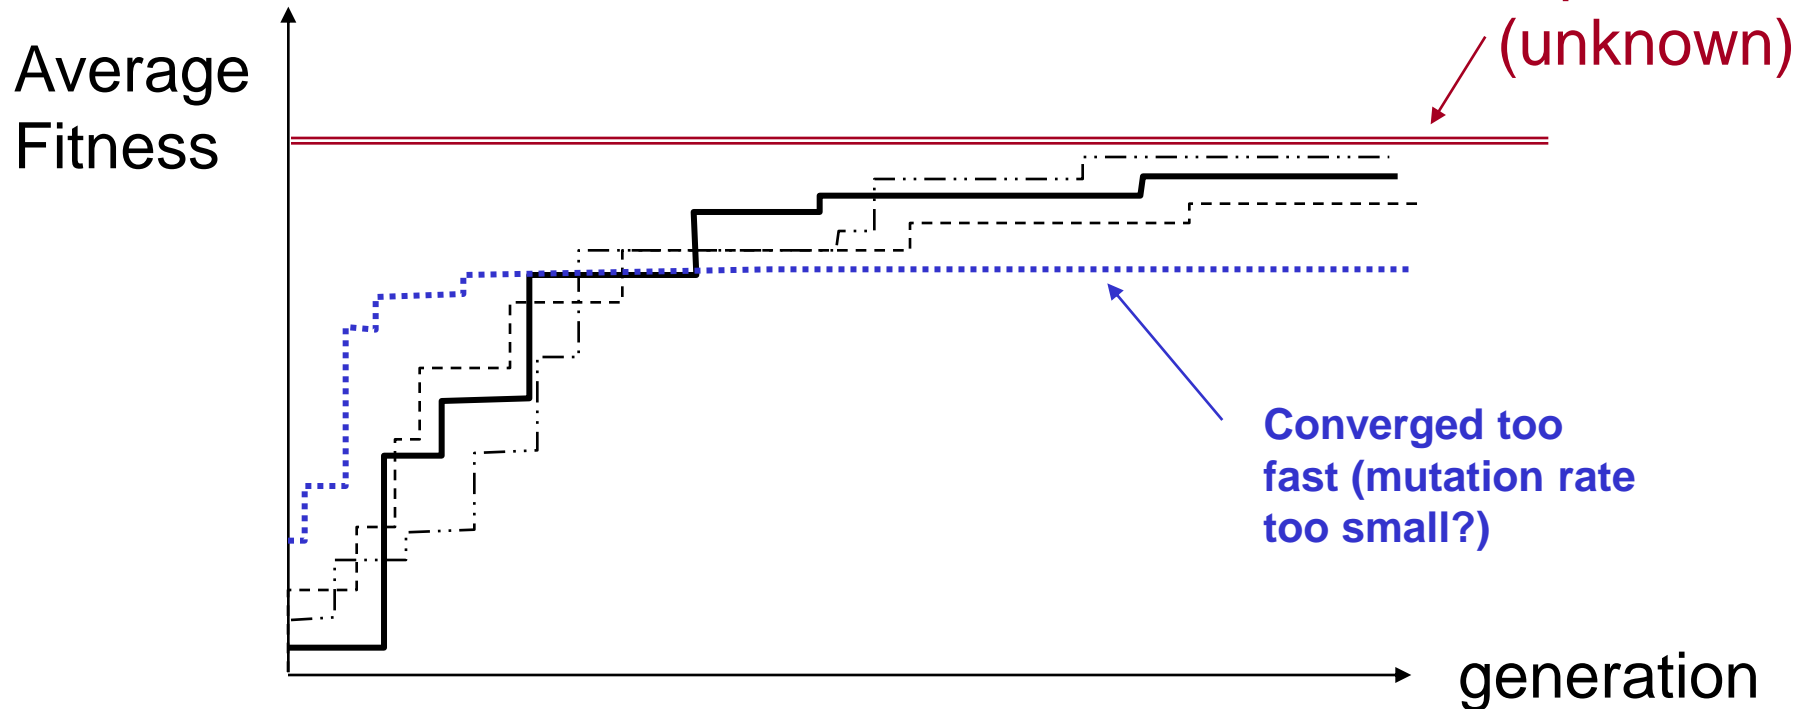 Average
Fitness
(unknown)
Converged too
fast (mutation rate
too small?)
generation